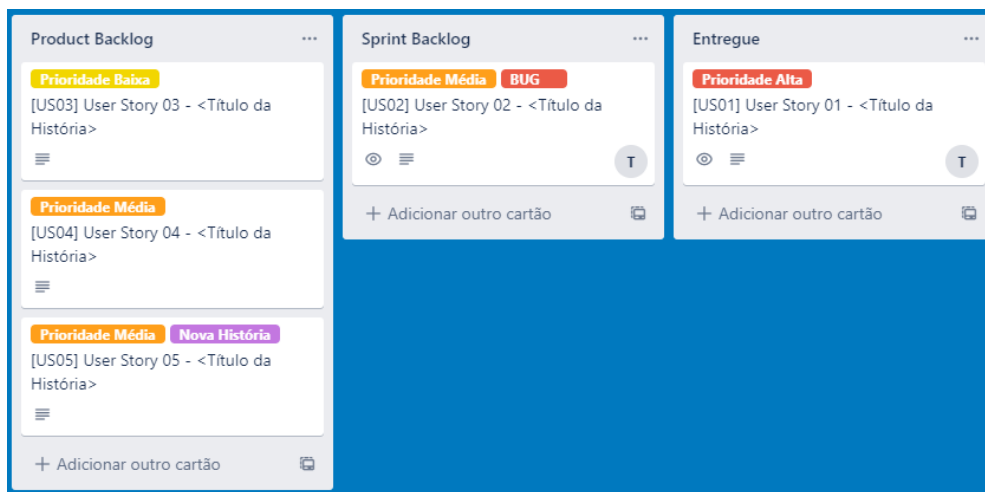 Product Backlog
Prioridade Baixa
[US03] User Story 03 - <Título da
História>
Prioridade Média
[US04] User Story 04 - <Título da
História>
Prioridade Média Nova História
[US05] User Story 05 - <Título da
História>
+ Adicionar outro cartão
Sprint Backlog
Prioridade Média BUG
[US02] User Story 02 - <Título da
História>
T
+ Adicionar outro cartão
Entregue
Prioridade Alta
[US01] User Story 01 - <Título da
História>
T
+ Adicionar outro cartão